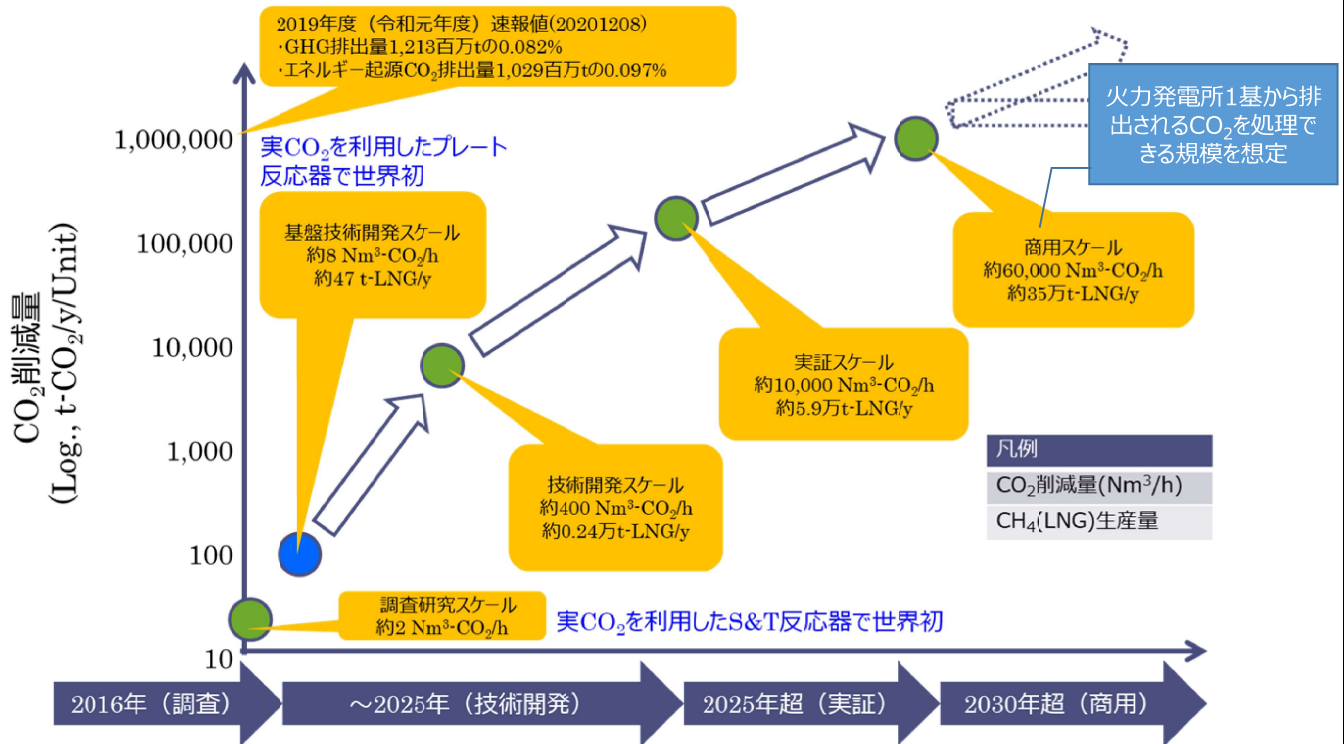 2019年度（令和元年度）速報値(20201208)
·GHG排出量1,213百万tの0.082%
·エネルギー起源CO₂排出量1,029百万tの0.097%
火力発電所1基から排
出されるCO₂を処理で
きる規模を想定
CO₂削減量
(Log., t-CO₂/y/Unit)
1,000,000
100,000
10,000
1,000
100
10
実CO₂を利用したプレート
反応器で世界初
基盤技術開発スケール
約8 Nm³-CO₂/h
約47 t-LNG/y
商用スケール
約60,000 Nm³-CO₂/h
約35万t-LNG/y
実証スケール
約10,000 Nm³-CO₂/h
約5.9万t-LNG/y
技術開発スケール
約400 Nm³-CO₂/h
約0.24万t-LNG/y
凡例
CO₂削減量(Nm³/h)
CH₄(LNG)生産量
調査研究スケール
約2 Nm³-CO₂/h
実CO₂を利用したS&T反応器で世界初
2016年（調査）
～2025年（技術開発）
2025年超（実証）
2030年超（商用）